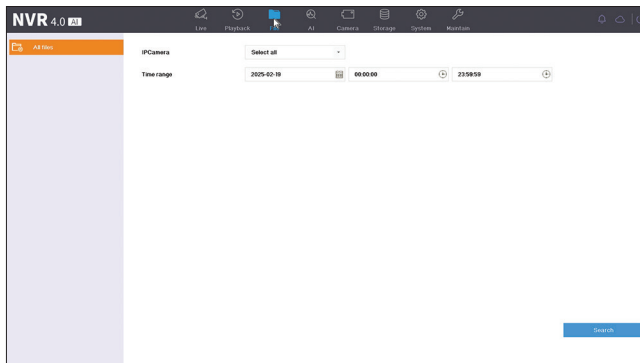 NVR 4.0 AI
Live Playback File AI Camera Storage System Maintain
All files
IPCamera Select all
Time range 2025-02-19 00:00:00 23:59:59
Search